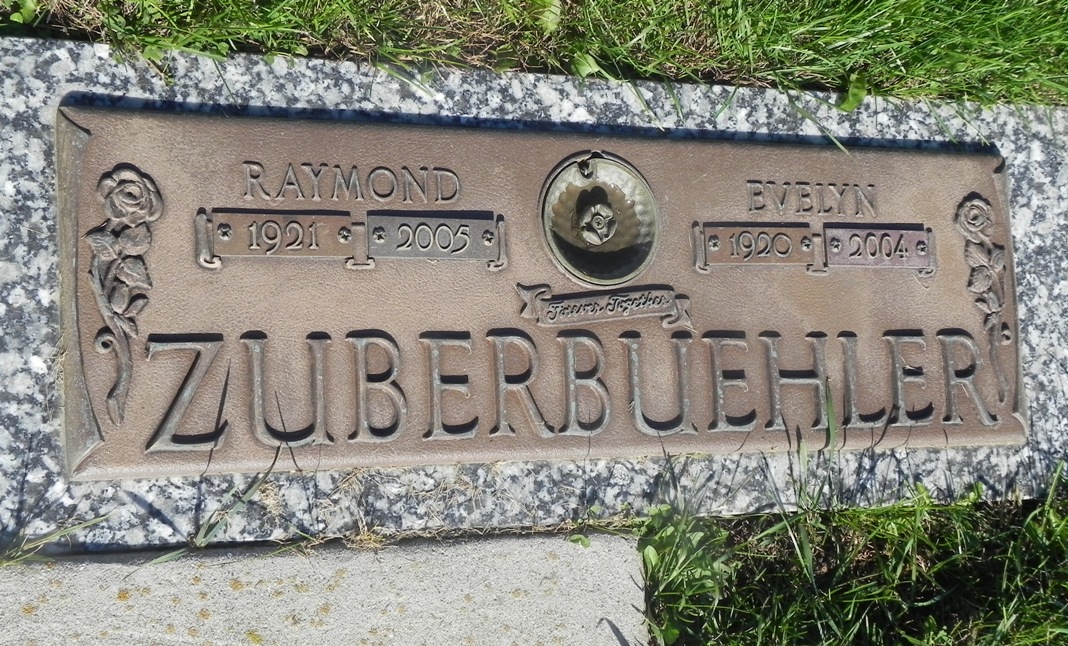 RAYMOND
1921 2005
EVELYN
1920 2004
Forever Together
ZUBERBUEHLER